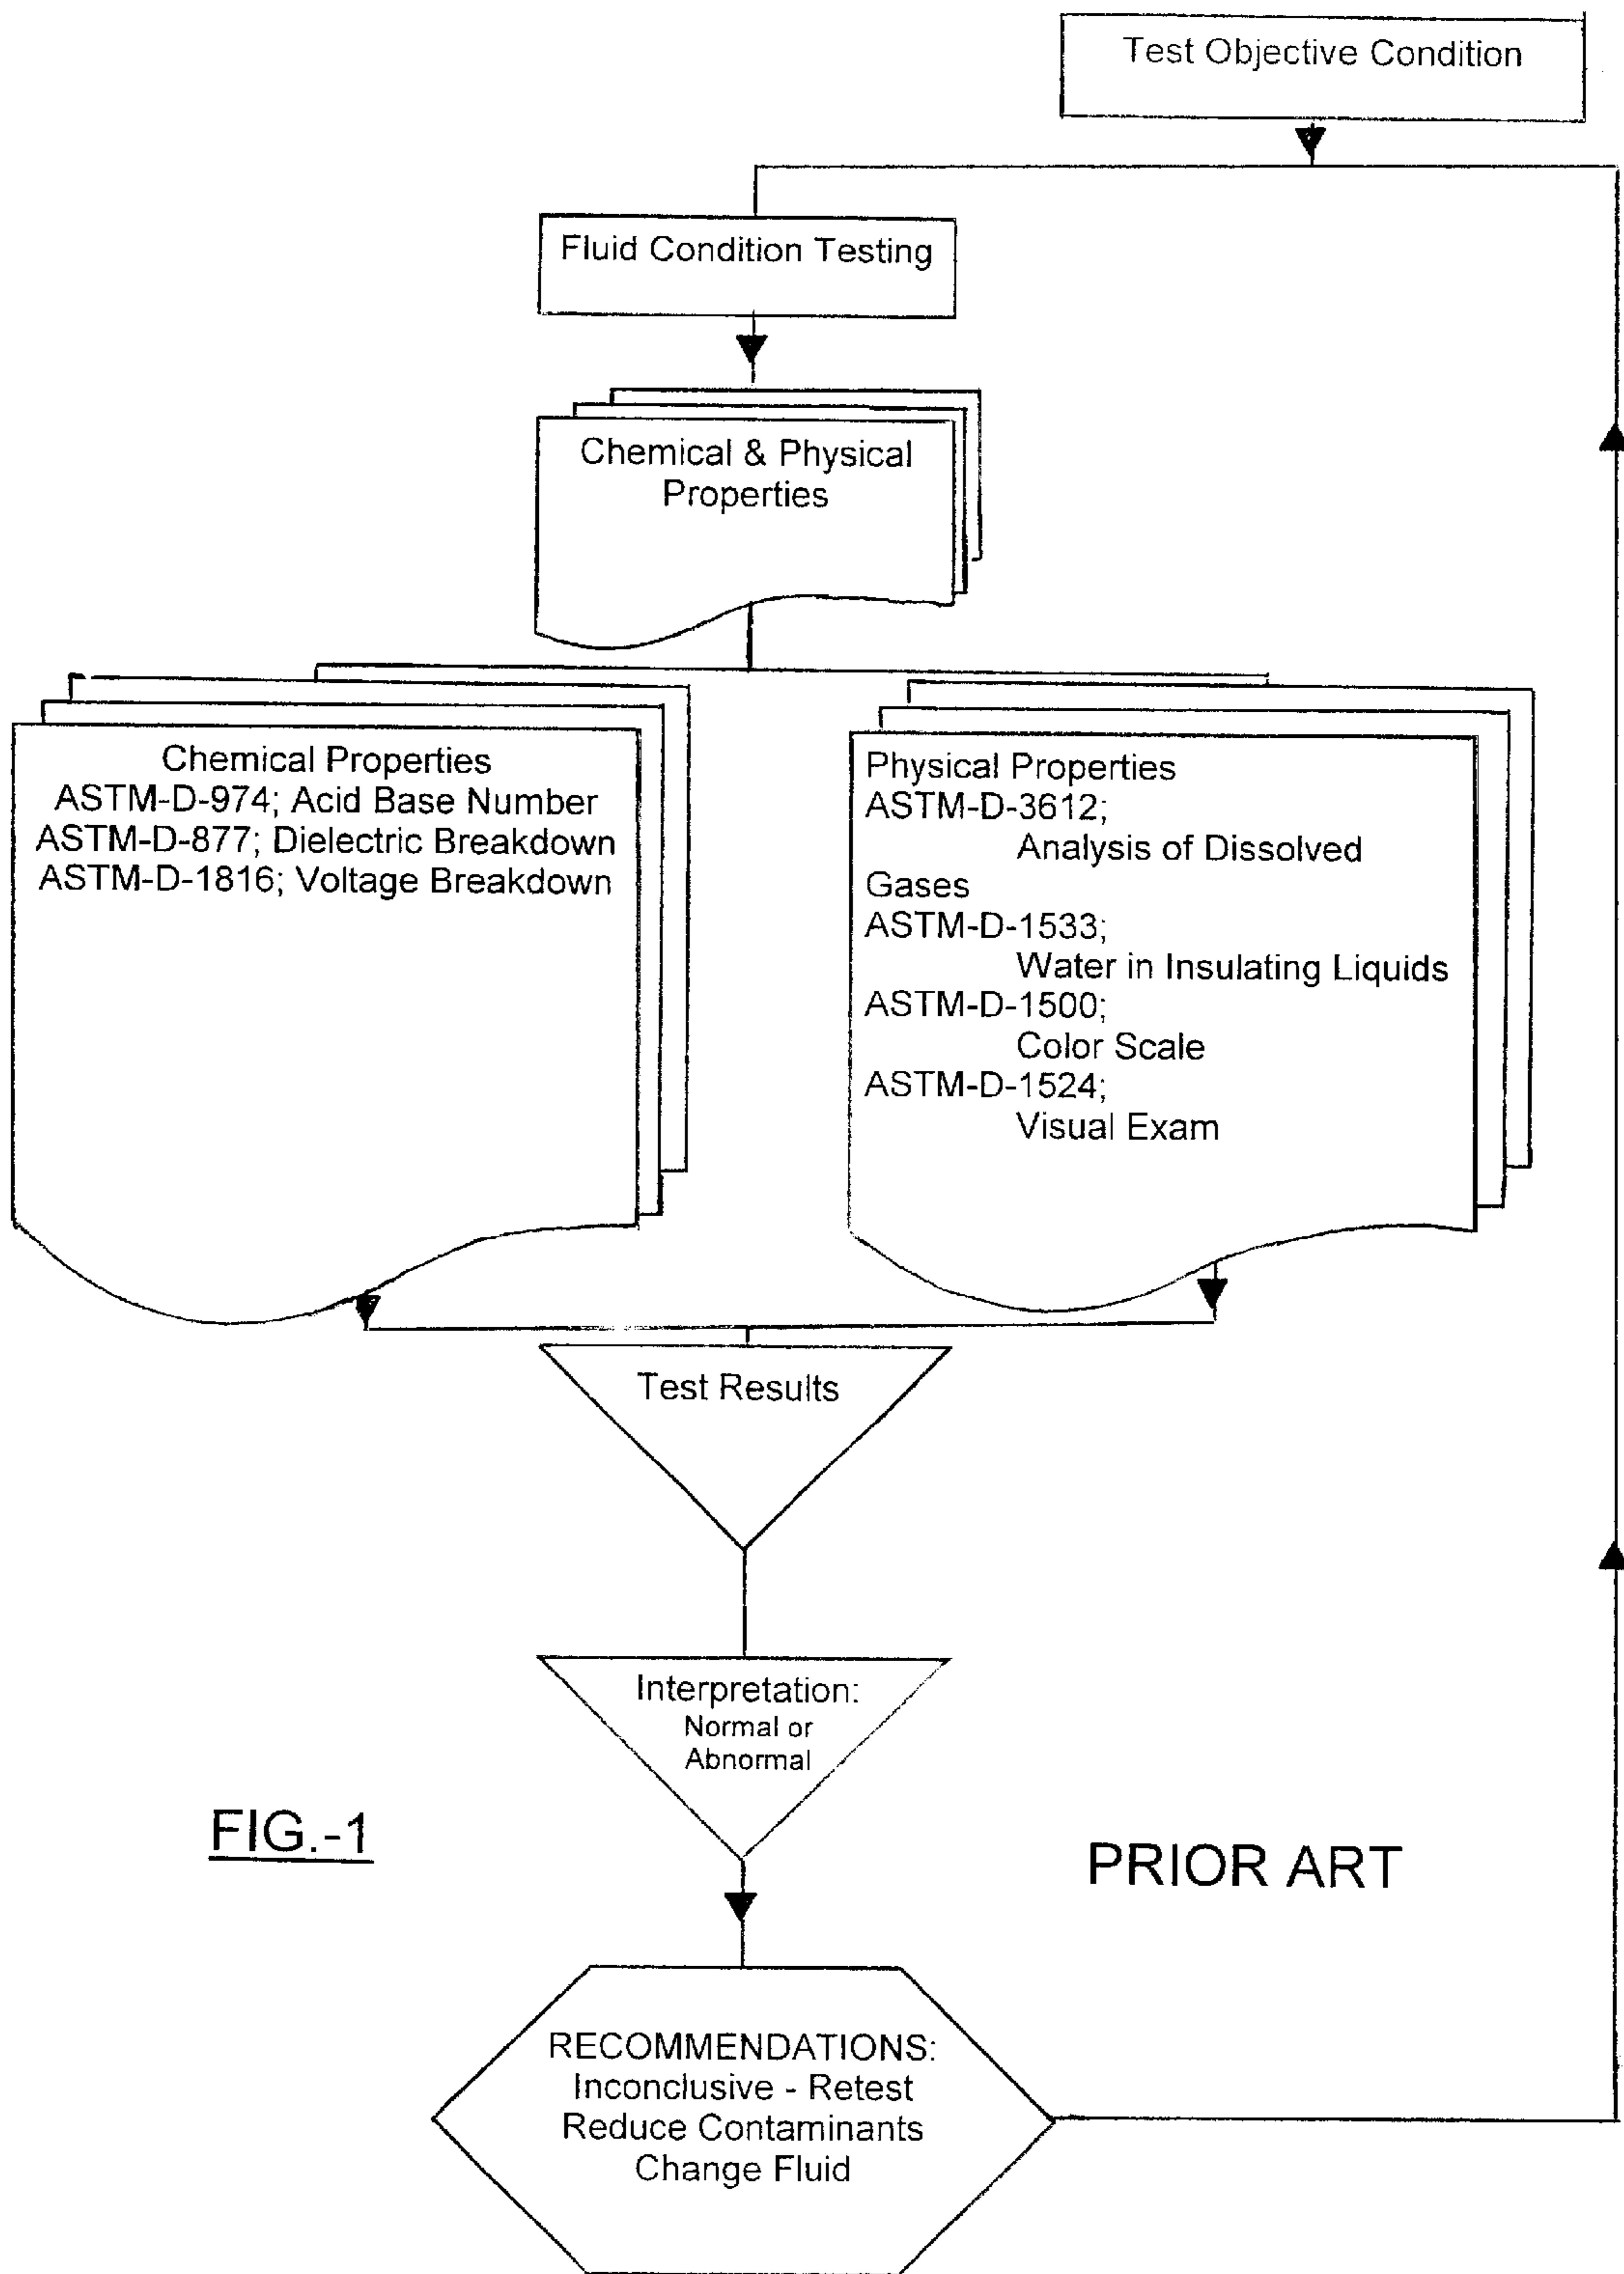 Test Objective Condition
Fluid Condition Testing
Chemical & Physical
Properties
Chemical Properties
ASTM-D-974; Acid Base Number
ASTM-D-877; Dielectric Breakdown
ASTM-D-1816; Voltage Breakdown
Physical Properties
ASTM-D-3612;
Analysis of Dissolved
Gases
ASTM-D-1533;
Water in Insulating Liquids
ASTM-D-1500;
Color Scale
ASTM-D-1524;
Visual Exam
Test Results
Interpretation:
Normal or
Abnormal
FIG.-1
PRIOR ART
RECOMMENDATIONS:
Inconclusive - Retest
Reduce Contaminants
Change Fluid